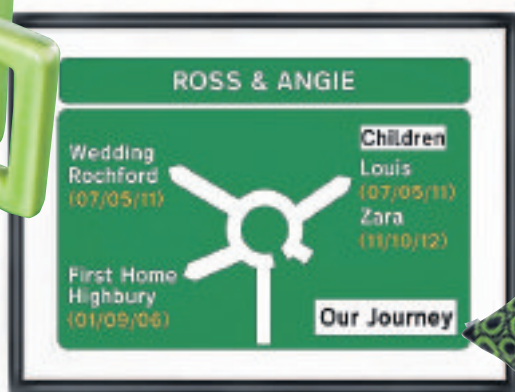 ROSS & ANGIE
Wedding
Rochford
(07/05/11)
First Home
Highbury
(01/09/06)
Children
Louis
(07/05/11)
Zara
(11/10/12)
Our Journey